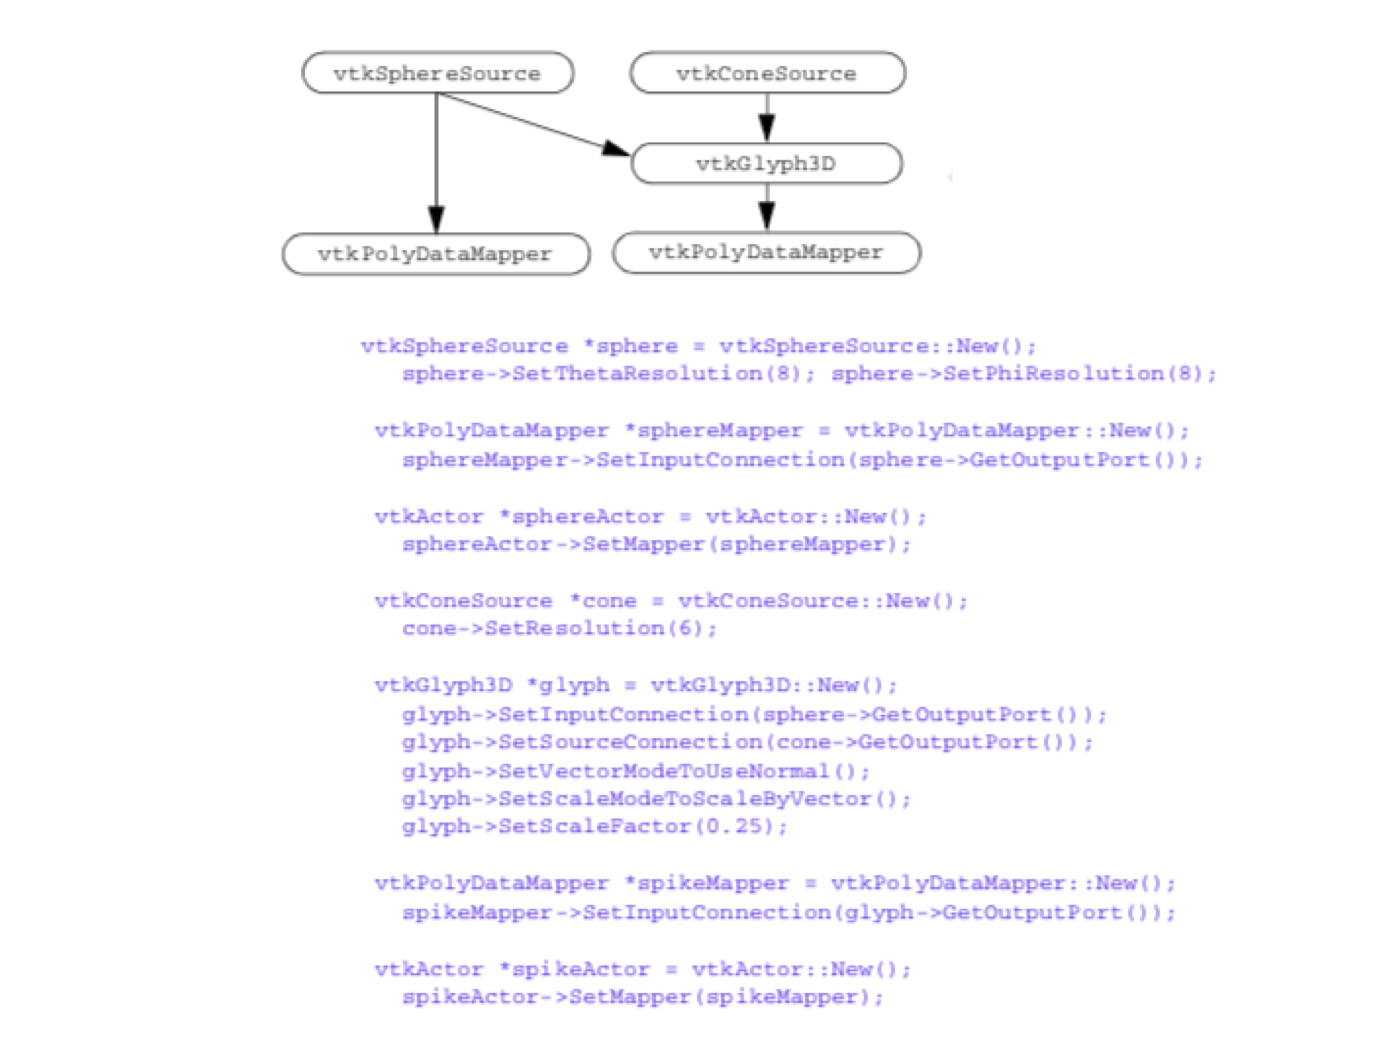 vtkSphereSource
vtkConeSource
vtkGlyph3D
vtkPolyDataMapper
vtkPolyDataMapper
vtkSphereSource *sphere = vtkSphereSource::New();
sphere->SetThetaResolution(8); sphere->SetPhiResolution(8);
vtkPolyDataMapper *sphereMapper = vtkPolyDataMapper::New();
sphereMapper->SetInputConnection(sphere->GetOutputPort());
vtkActor *sphereActor = vtkActor::New();
sphereActor->SetMapper(sphereMapper);
vtkConeSource *cone = vtkConeSource::New();
cone->SetResolution(6);
vtkGlyph3D *glyph = vtkGlyph3D::New();
glyph->SetInputConnection(sphere->GetOutputPort());
glyph->SetSourceConnection(cone->GetOutputPort());
glyph->SetVectorModeToUseNormal();
glyph->SetScaleModeToScaleByVector();
glyph->SetScaleFactor(0.25);
vtkPolyDataMapper *spikeMapper = vtkPolyDataMapper::New();
spikeMapper->SetInputConnection(glyph->GetOutputPort());
vtkActor *spikeActor = vtkActor::New();
spikeActor->SetMapper(spikeMapper);